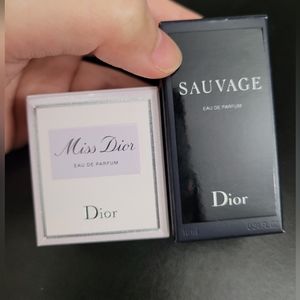 Miss Dior
EAU DE PARFUM
Dior
SAUVAGE
EAU DE PARFUM
Dior